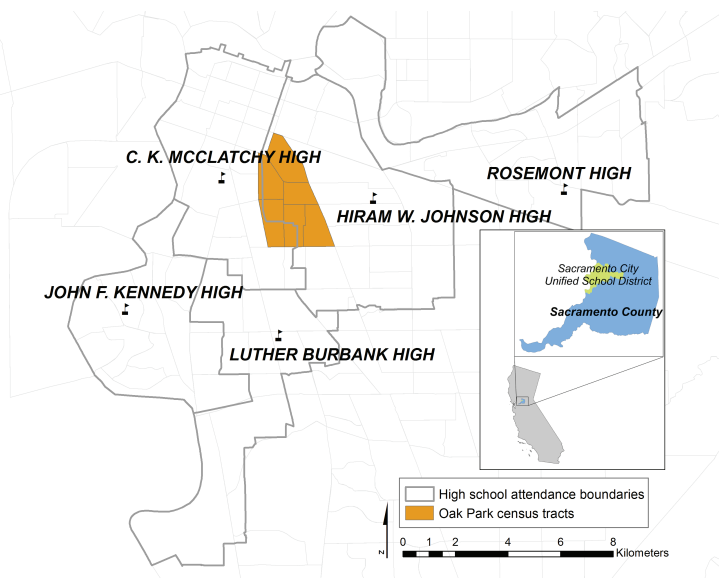 C. K. MCCLATCHY HIGH
ROSEMONT HIGH
HIRAM W. JOHNSON HIGH
Sacramento City
Unified School District
Sacramento County
JOHN F. KENNEDY HIGH
LUTHER BURBANK HIGH
High school attendance boundaries
Oak Park census tracts
N
0 1 2 4 6 8
Kilometers